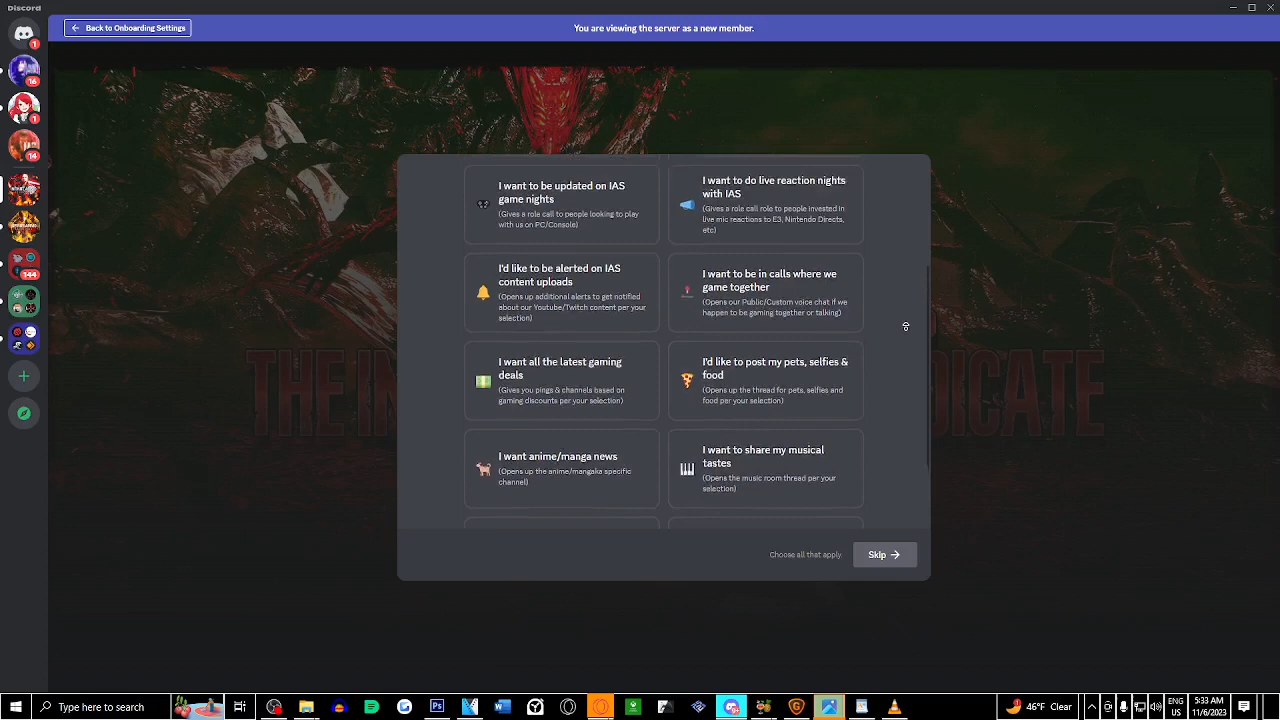 Discord
Back to Onboarding Settings
You are viewing the server as a new member.
1
16
1
14
144
I want to be updated on IAS
game nights
(Gives a role call to people looking to play
with us on PC/Console)
I want to do live reaction nights
with IAS
(Gives a role call role to people invested in
live mic reactions to E3, Nintendo Directs,
etc)
I'd like to be alerted on IAS
content uploads
(Opens up additional alerts to get notified
about our Youtube/Twitch content per your
selection)
I want to be in calls where we
game together
(Opens our Public/Custom voice chat if we
happen to be gaming together or talking)
I want all the latest gaming
deals
(Gives you pings & channels based on
gaming discounts per your selection)
I'd like to post my pets, selfies &
food
(Opens up the thread for pets, selfies and
food per your selection)
I want anime/manga news
(Opens up the anime/mangaka specific
channel)
I want to share my musical
tastes
(Opens the music room thread per your
selection)
THE IN
DICATE
Choose all that apply.
Skip
Type here to search
46°F Clear
ENG
US
5:33 AM
11/6/2023